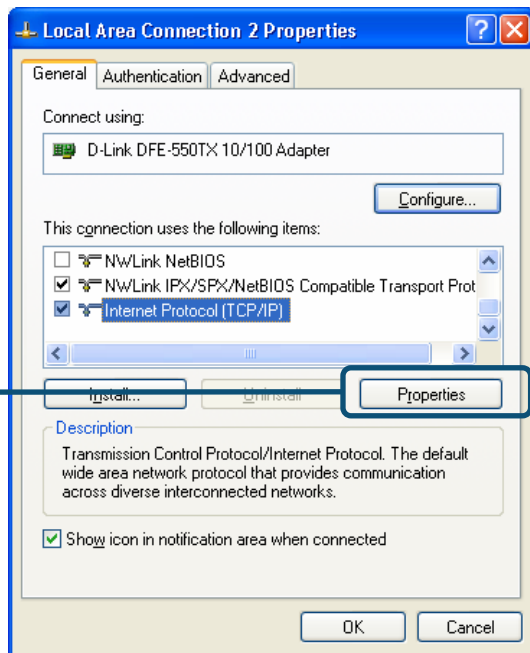 Local Area Connection 2 Properties
?
General Authentication Advanced
Connect using:
D-Link DFE-550TX 10/100 Adapter
Configure...
This connection uses the following items:
NWLink NetBIOS
NWLink IPX/SPX/NetBIOS Compatible Transport Prot
Internet Protocol (TCP/IP)
Install... Uninstall Properties
Description
Transmission Control Protocol/Internet Protocol. The default
wide area network protocol that provides communication
across diverse interconnected networks.
Show icon in notification area when connected
OK Cancel